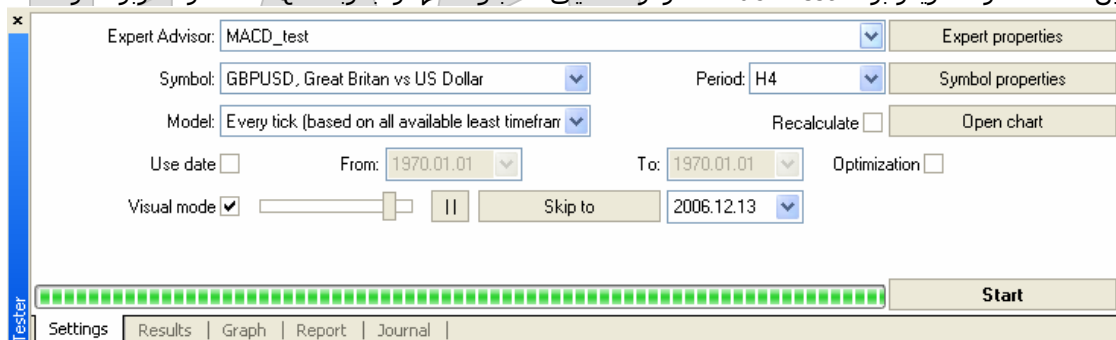 Expert Advisor: MACD_test Expert properties
Symbol: GBPUSD, Great Britan vs US Dollar Period: H4 Symbol properties
Model: Every tick (based on all available least timefram Recalculate Open chart
Use date From: 1970.01.01 To: 1970.01.01 Optimization
Visual mode Skip to 2006.12.13
Start
Tester
Settings Results Graph Report Journal